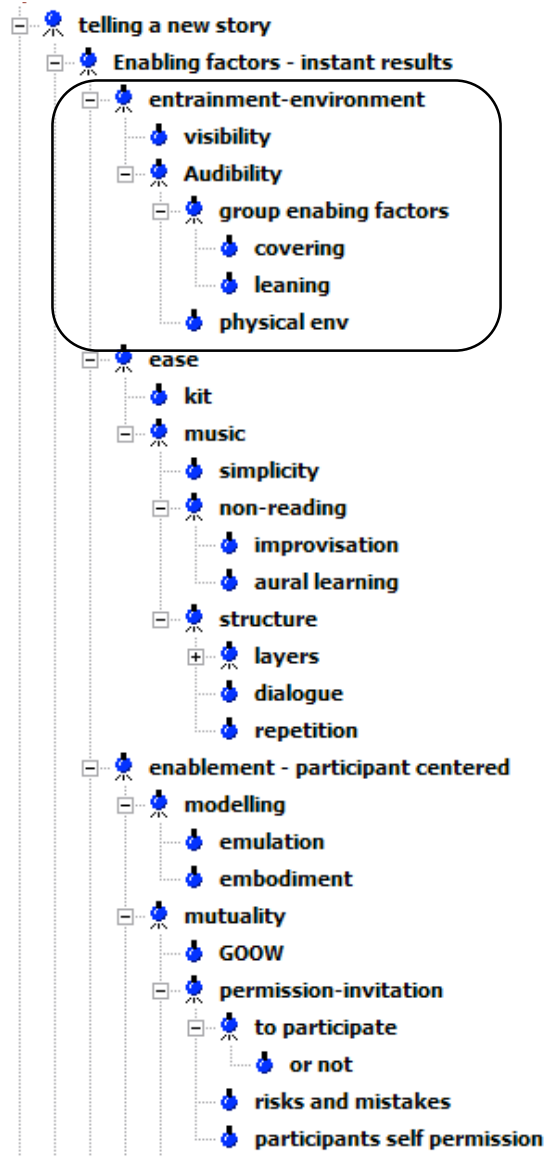 telling a new story
Enabling factors - instant results
entrainment-environment
visibility
Audibility
group enabing factors
covering
leaning
physical env
ease
kit
music
simplicity
non-reading
improvisation
aural learning
structure
layers
dialogue
repetition
enablement - participant centered
modelling
emulation
embodiment
mutuality
GOOW
permission-invitation
to participate
or not
risks and mistakes
participants self permission